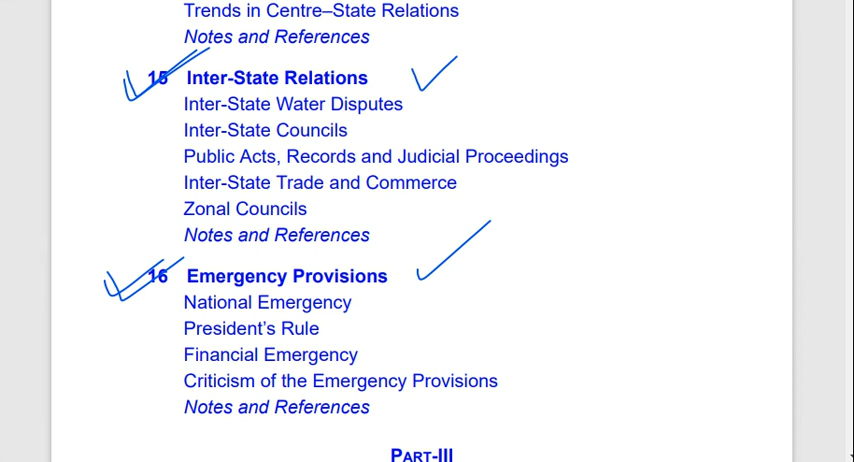 Trends in Centre–State Relations
Notes and References
15 Inter-State Relations
Inter-State Water Disputes
Inter-State Councils
Public Acts, Records and Judicial Proceedings
Inter-State Trade and Commerce
Zonal Councils
Notes and References
16 Emergency Provisions
National Emergency
President’s Rule
Financial Emergency
Criticism of the Emergency Provisions
Notes and References
PART-III